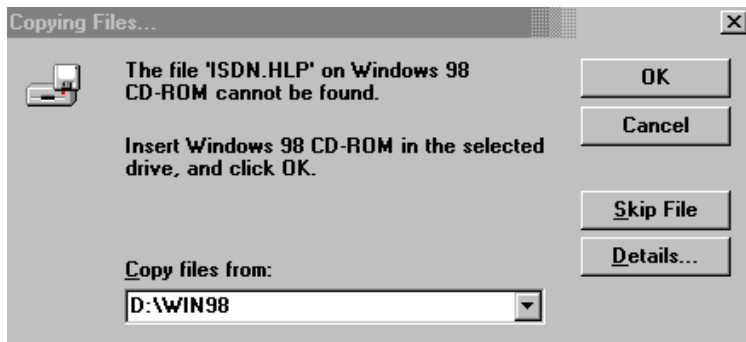 Copying Files...
The file 'ISDN.HLP' on Windows 98
CD-ROM cannot be found.
Insert Windows 98 CD-ROM in the selected
drive, and click OK.
Copy files from:
D:\WIN98
OK
Cancel
Skip File
Details...